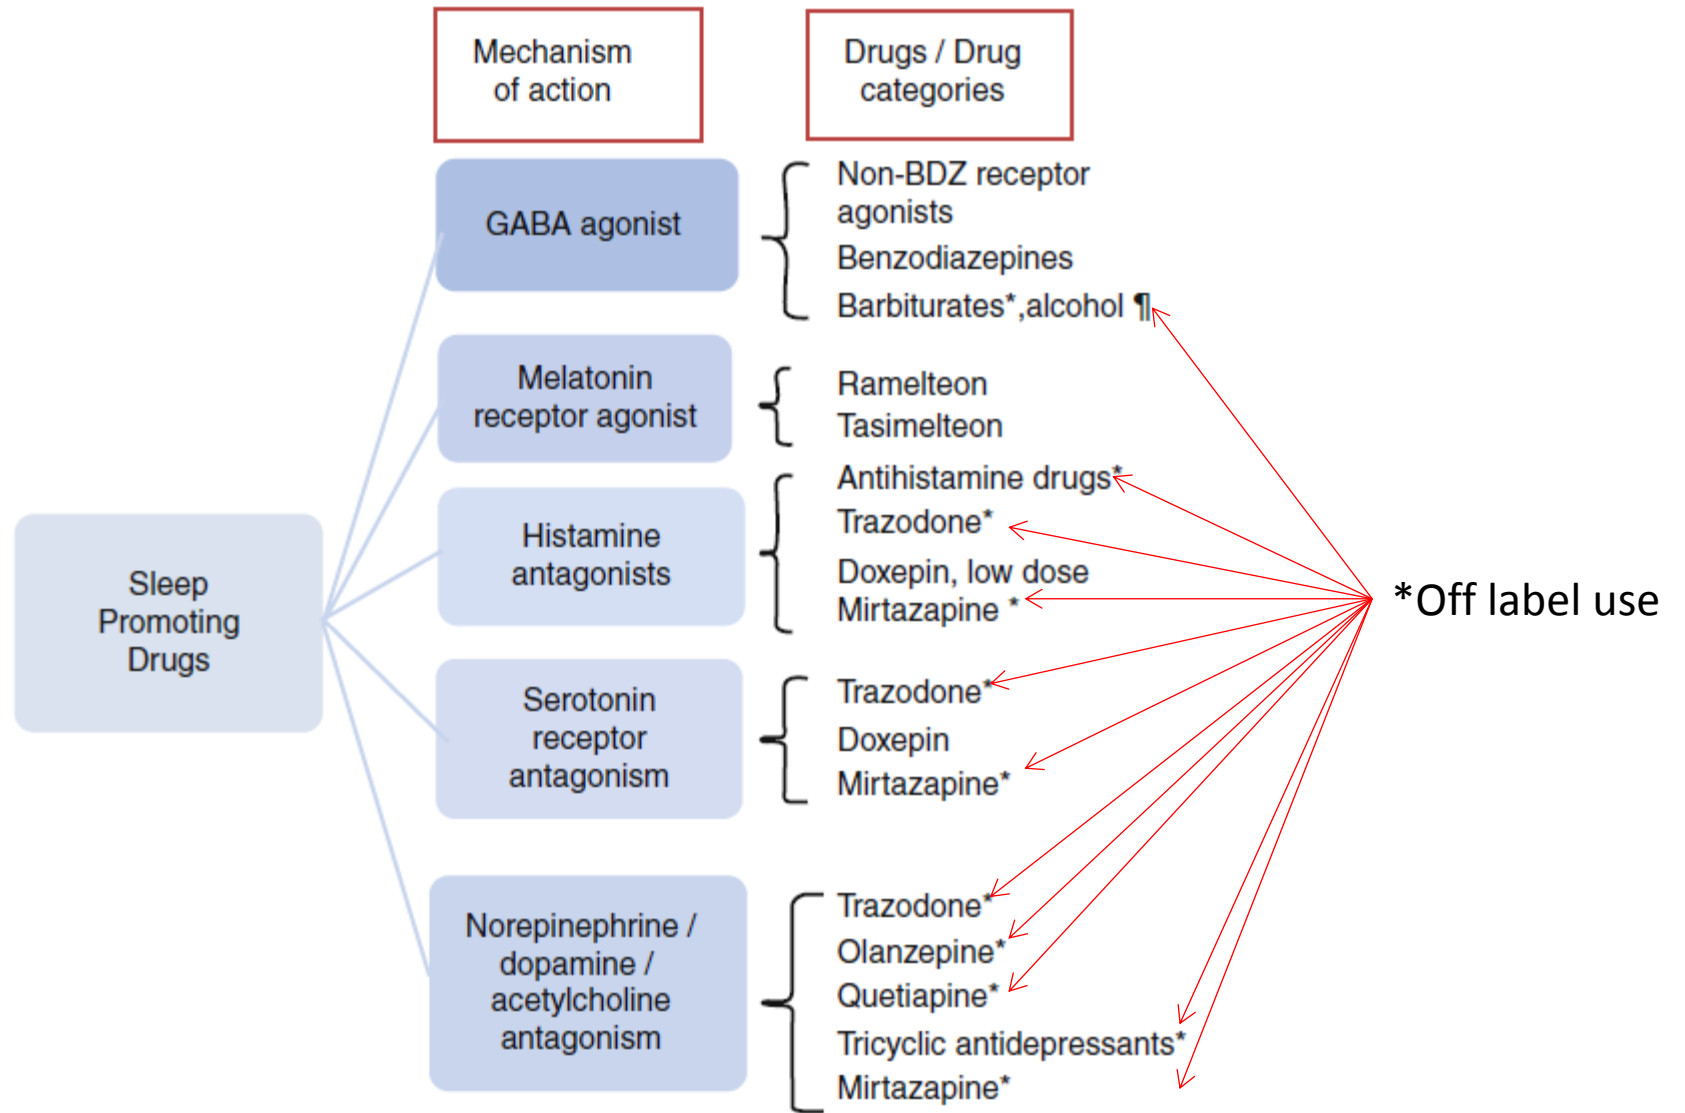 Mechanism
of action
Drugs / Drug
categories
GABA agonist
Non-BDZ receptor
agonists
Benzodiazepines
Barbiturates*,alcohol ¶
Melatonin
receptor agonist
Ramelteon
Tasimelteon
Histamine
antagonists
Antihistamine drugs*
Trazodone*
Doxepin, low dose
Mirtazapine *
Sleep
Promoting
Drugs
*Off label use
Serotonin
receptor
antagonism
Trazodone*
Doxepin
Mirtazapine*
Norepinephrine /
dopamine /
acetylcholine
antagonism
Trazodone*
Olanzepine*
Quetiapine*
Tricyclic antidepressants*
Mirtazapine*